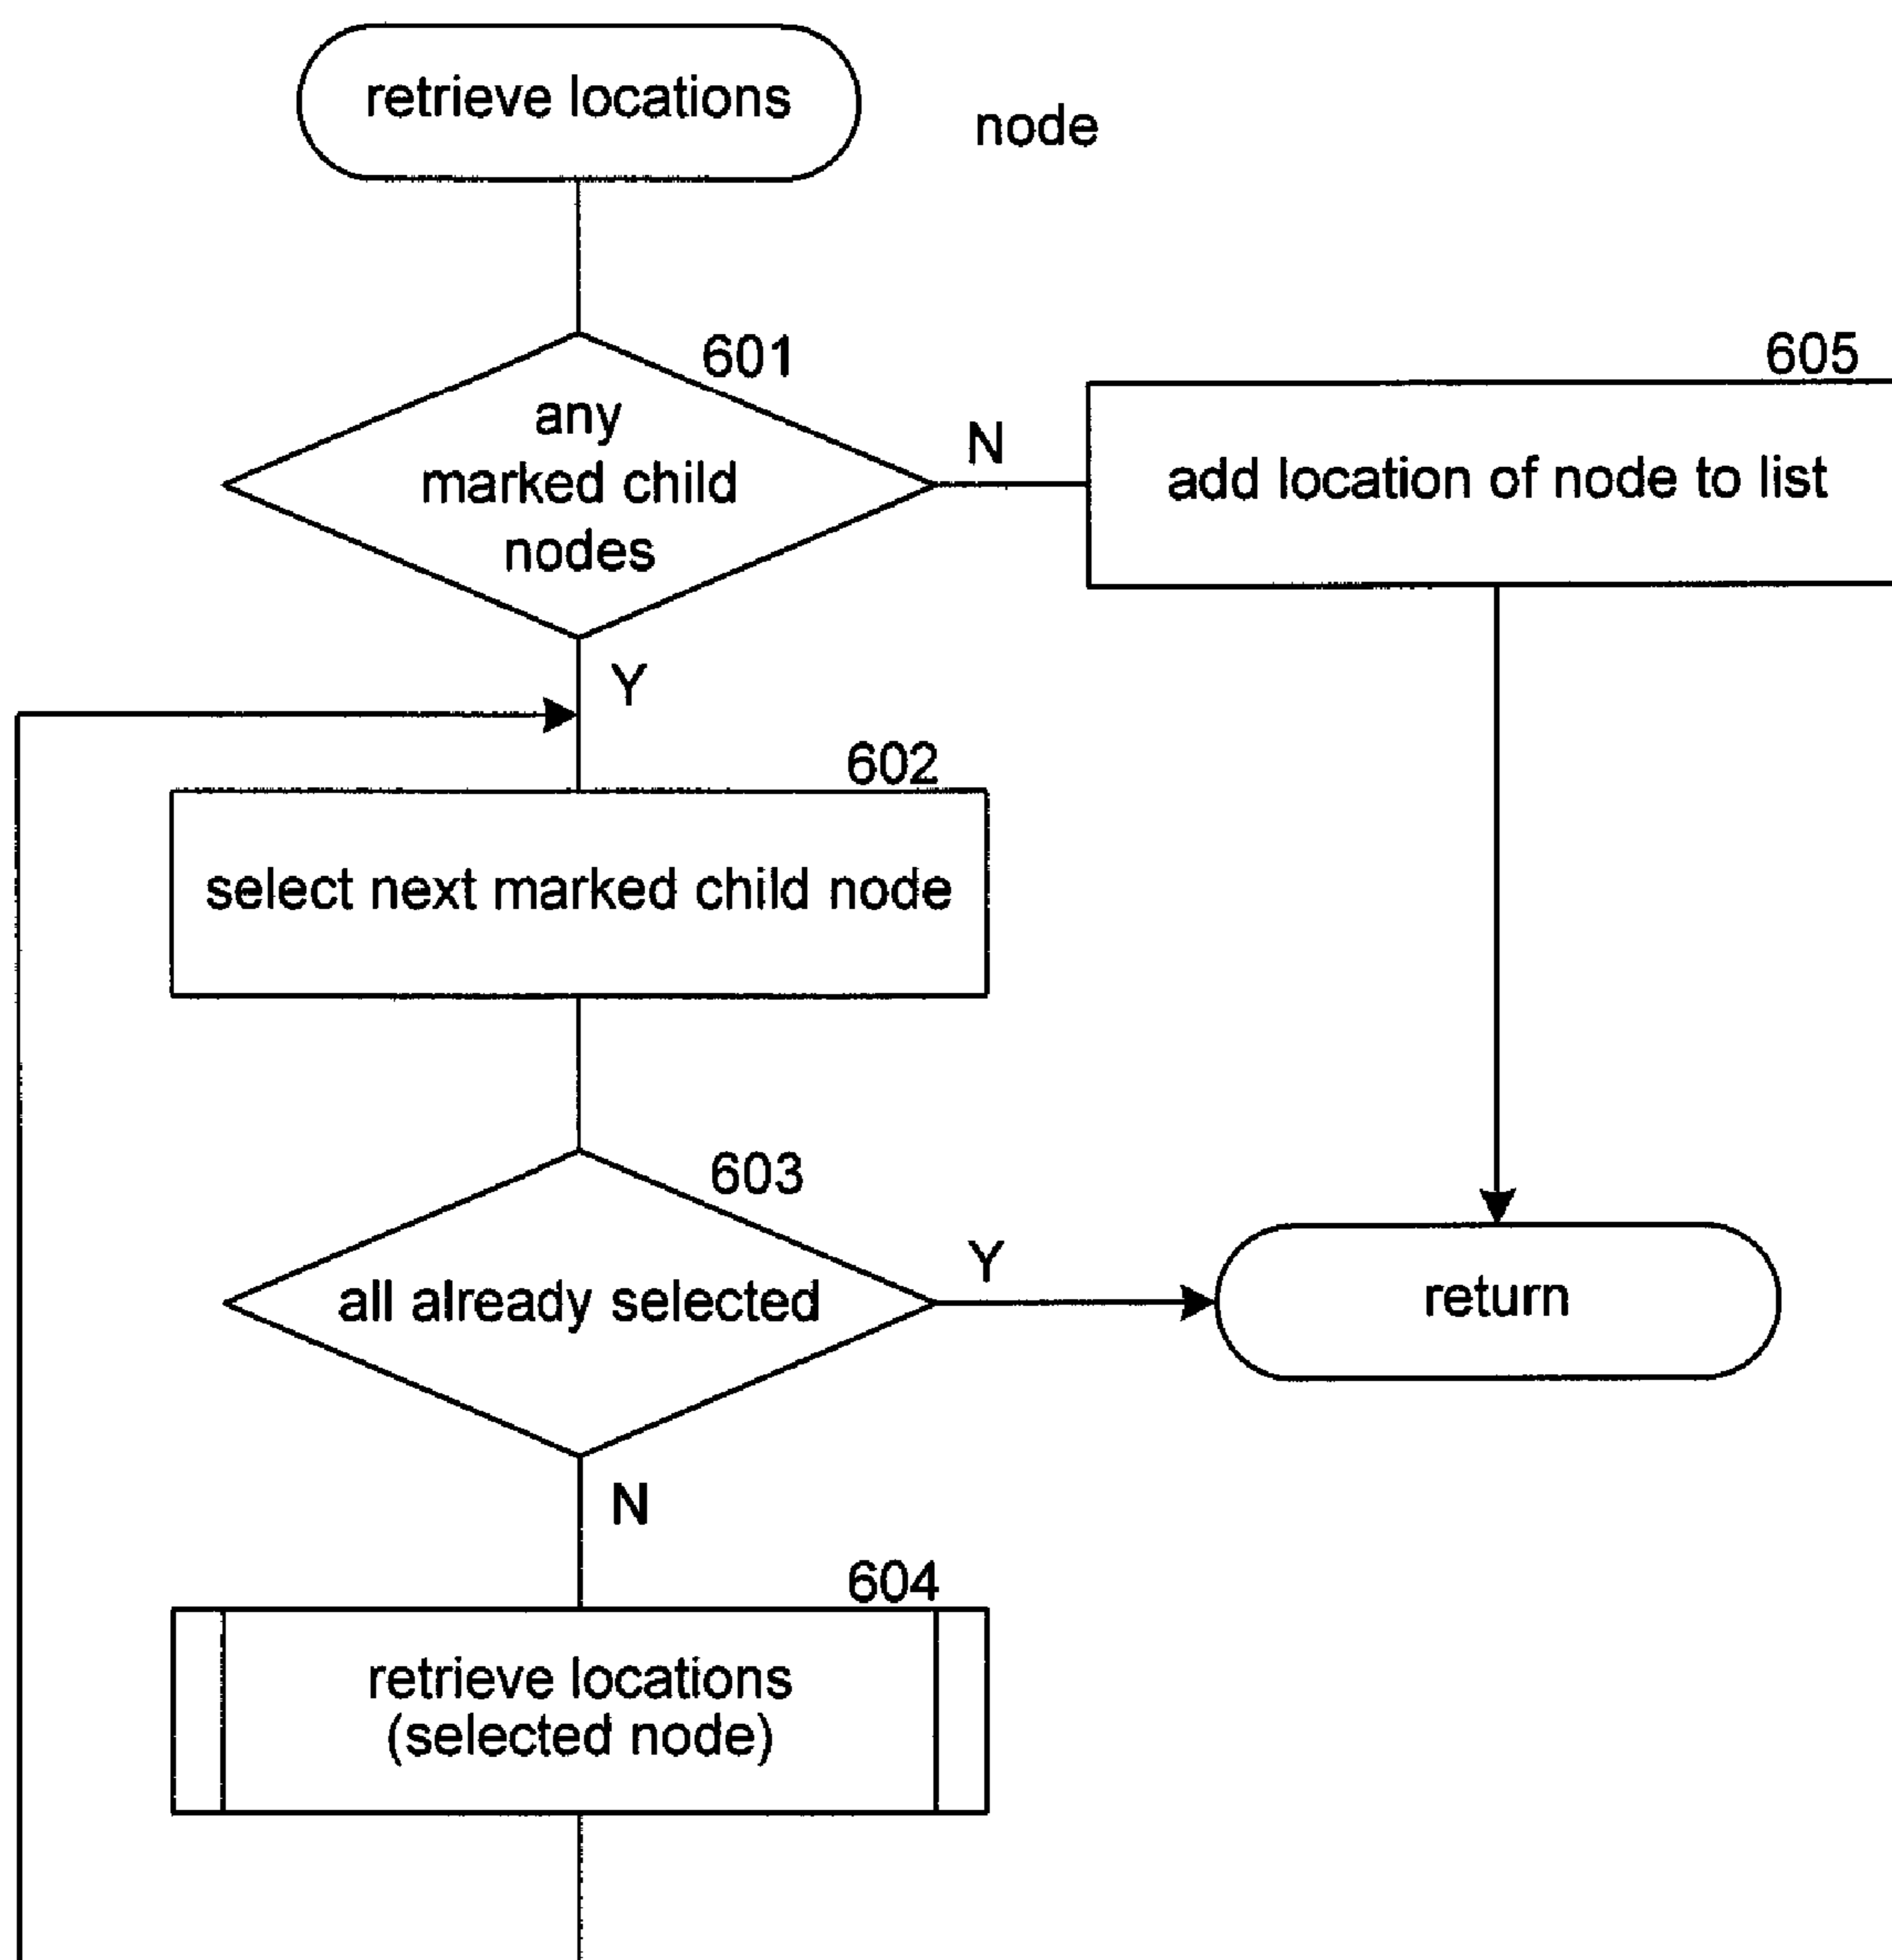 retrieve locations
node
601
any
marked child
nodes
N
605
add location of node to list
Y
602
select next marked child node
603
all already selected
Y
return
N
604
retrieve locations
(selected node)